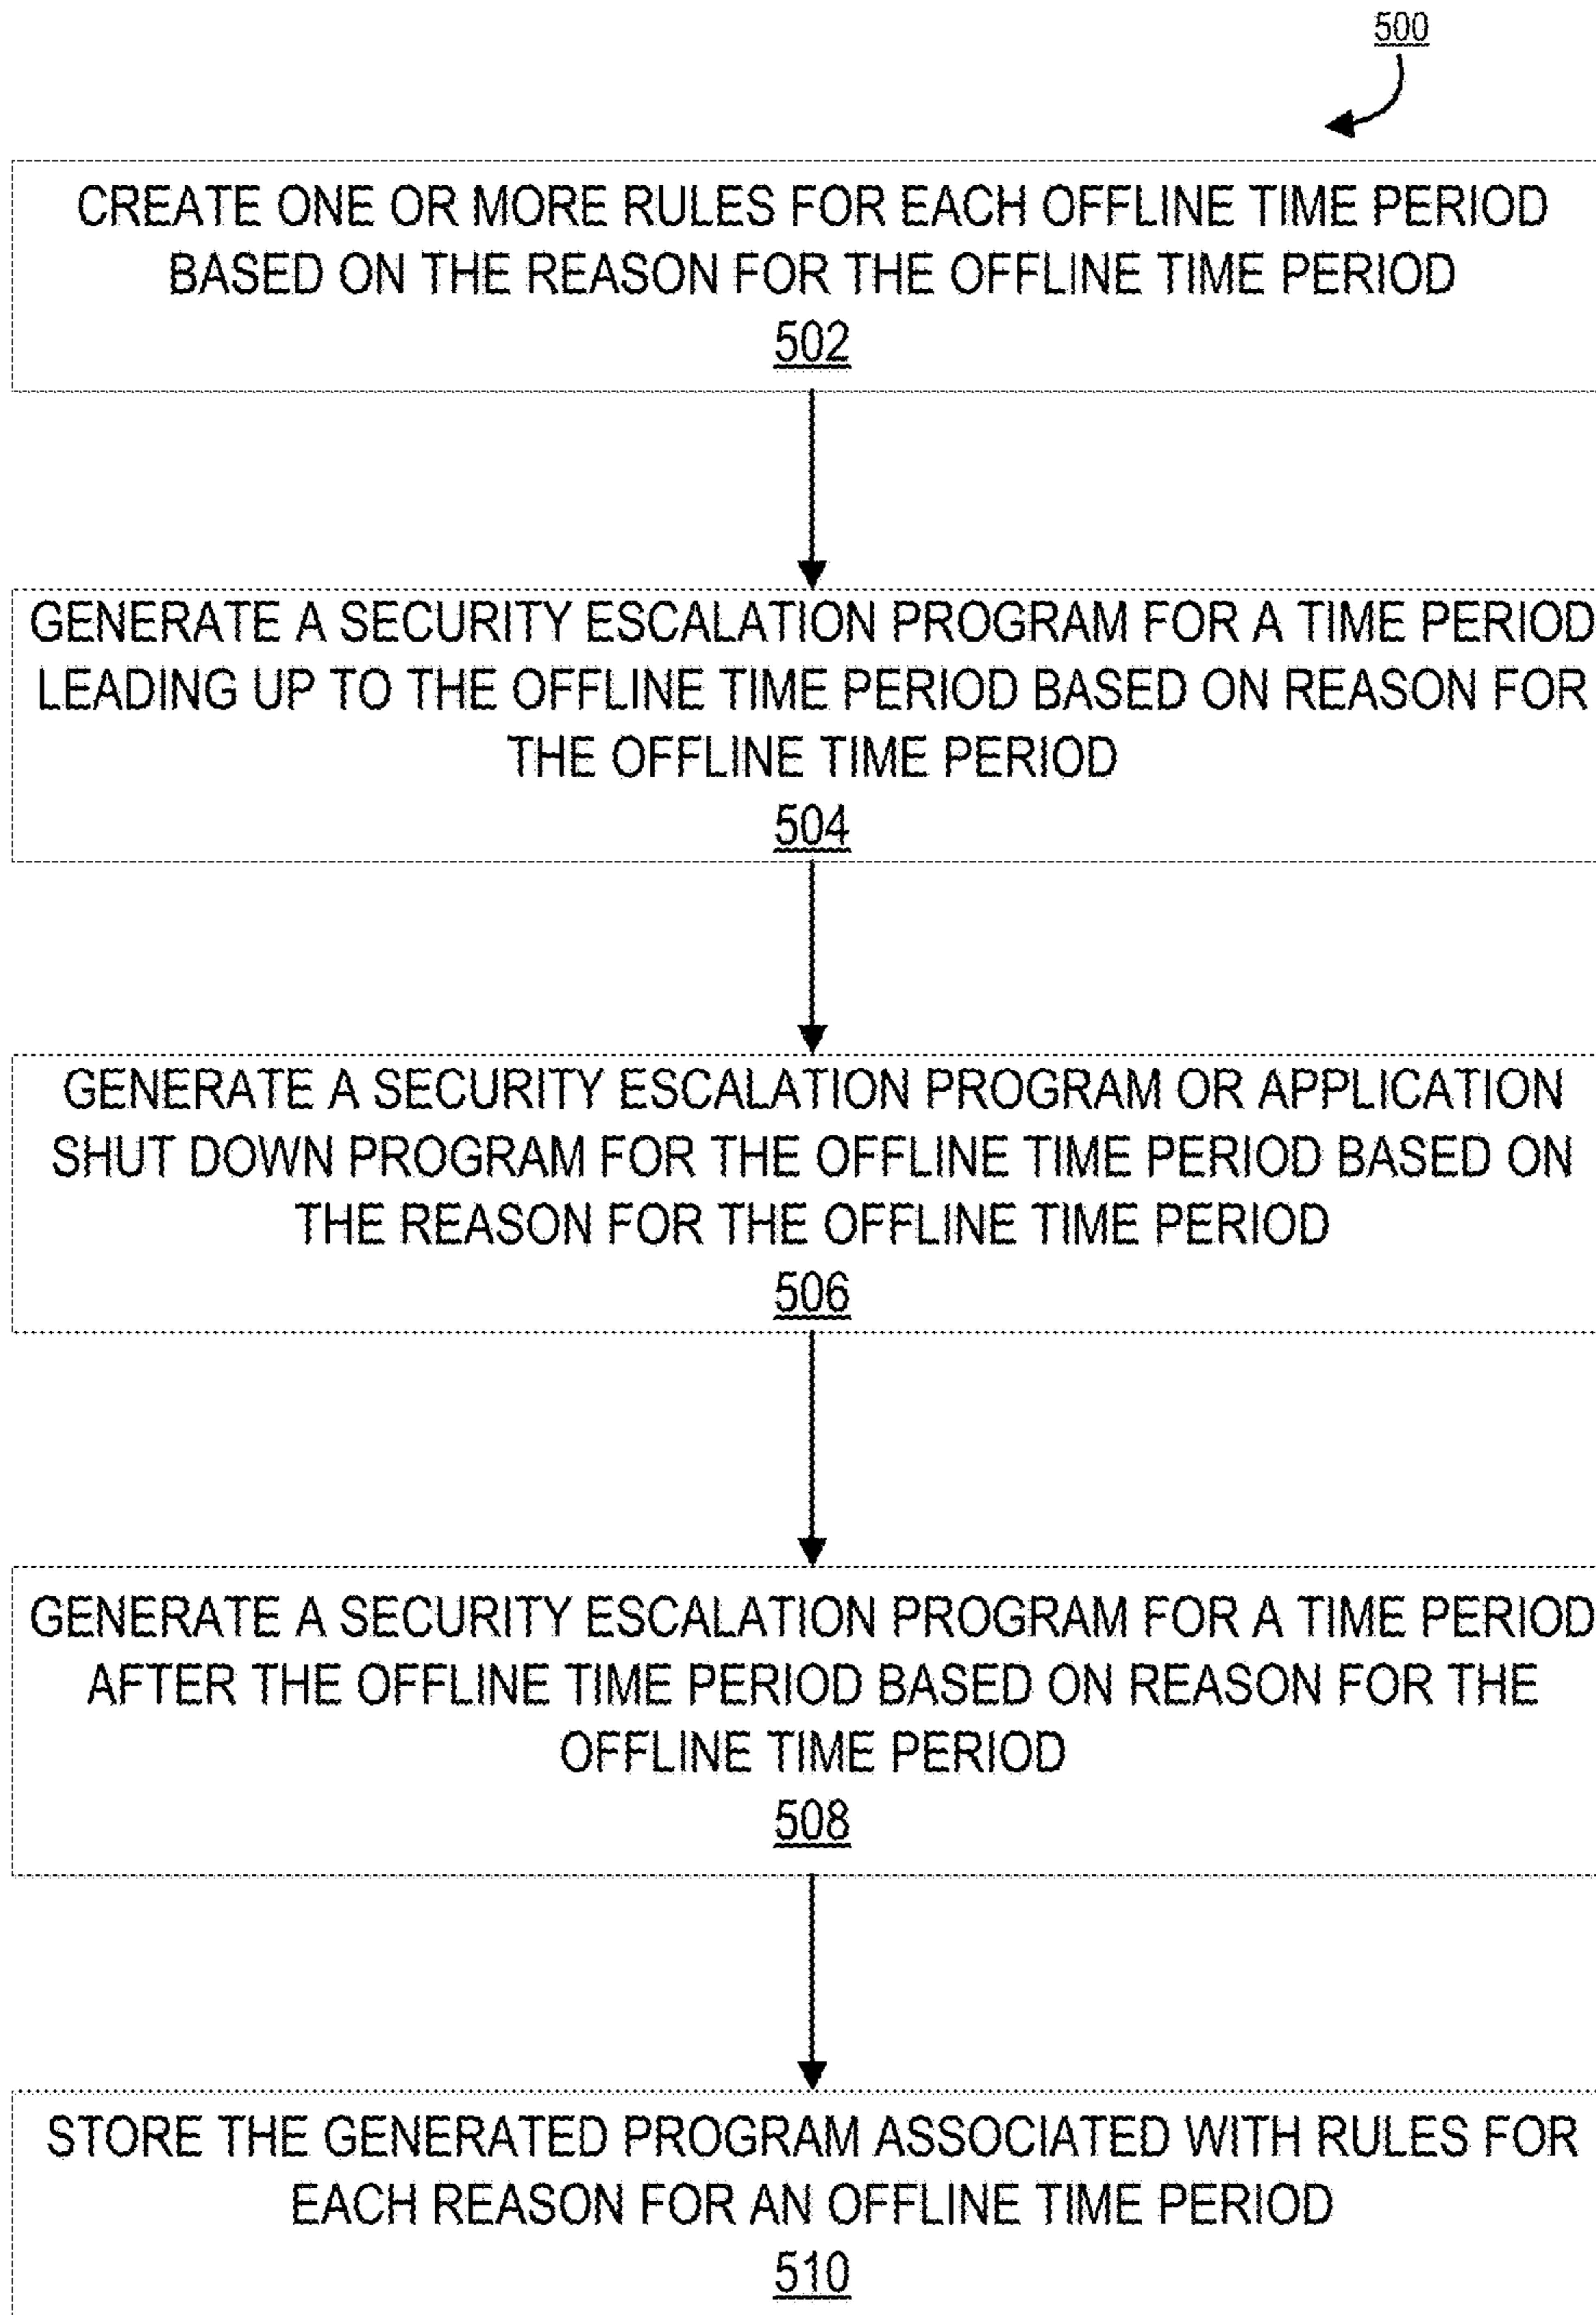 500
CREATE ONE OR MORE RULES FOR EACH OFFLINE TIME PERIOD
BASED ON THE REASON FOR THE OFFLINE TIME PERIOD
502
GENERATE A SECURITY ESCALATION PROGRAM FOR A TIME PERIOD
LEADING UP TO THE OFFLINE TIME PERIOD BASED ON REASON FOR
THE OFFLINE TIME PERIOD
504
GENERATE A SECURITY ESCALATION PROGRAM OR APPLICATION
SHUT DOWN PROGRAM FOR THE OFFLINE TIME PERIOD BASED ON
THE REASON FOR THE OFFLINE TIME PERIOD
506
GENERATE A SECURITY ESCALATION PROGRAM FOR A TIME PERIOD
AFTER THE OFFLINE TIME PERIOD BASED ON REASON FOR THE
OFFLINE TIME PERIOD
508
STORE THE GENERATED PROGRAM ASSOCIATED WITH RULES FOR
EACH REASON FOR AN OFFLINE TIME PERIOD
510